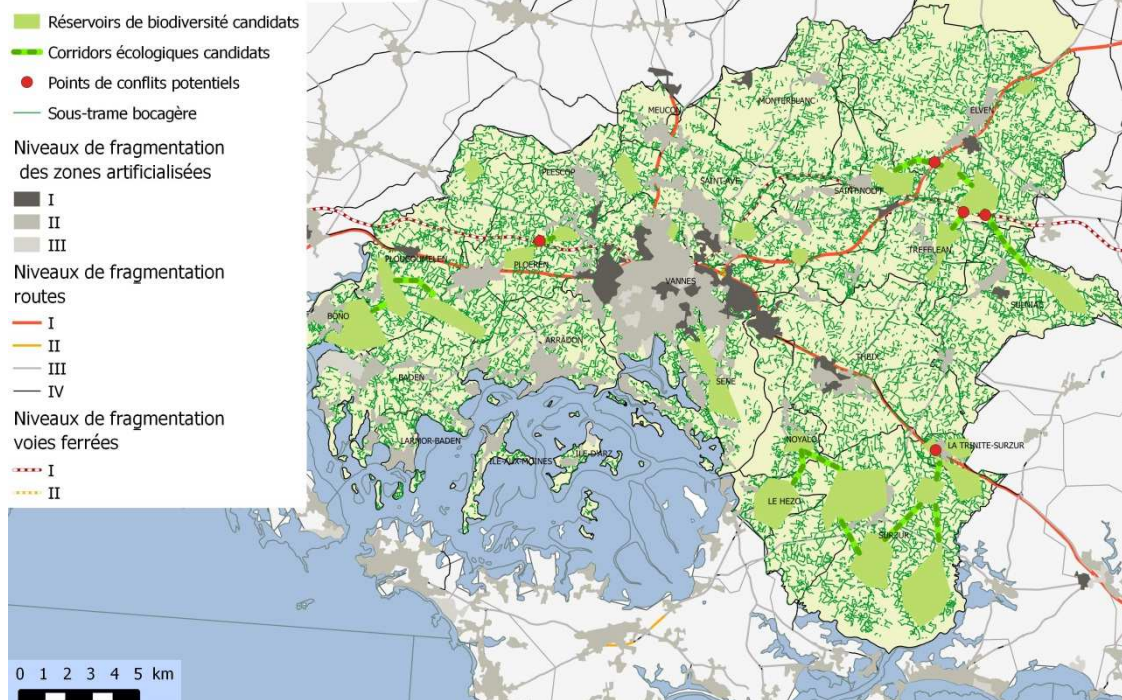 Réservoirs de biodiversité candidats
Corridors écologiques candidats
Points de conflits potentiels
Sous-trame bocagère
Niveaux de fragmentation
des zones artificialisées
I
II
III
Niveaux de fragmentation
routes
I
II
III
IV
Niveaux de fragmentation
voies ferrées
I
II
0 1 2 3 4 5 km
MEUCON
MONTERBLANC
ELVEN
PLESCOP
SAINT-AVE
SAINT-NOLFF
TREFFLEAN
SULNIAC
PLOUGOUMELEN
PLOEREN
VANNES
BONO
ARRADON
BADEN
SENE
THEIX
LARMOR-BADEN
ILE-AUX-MOINES
ILE-D'ARZ
NOYALO
LA TRINITE-SURZUR
LE HEZO
SURZUR